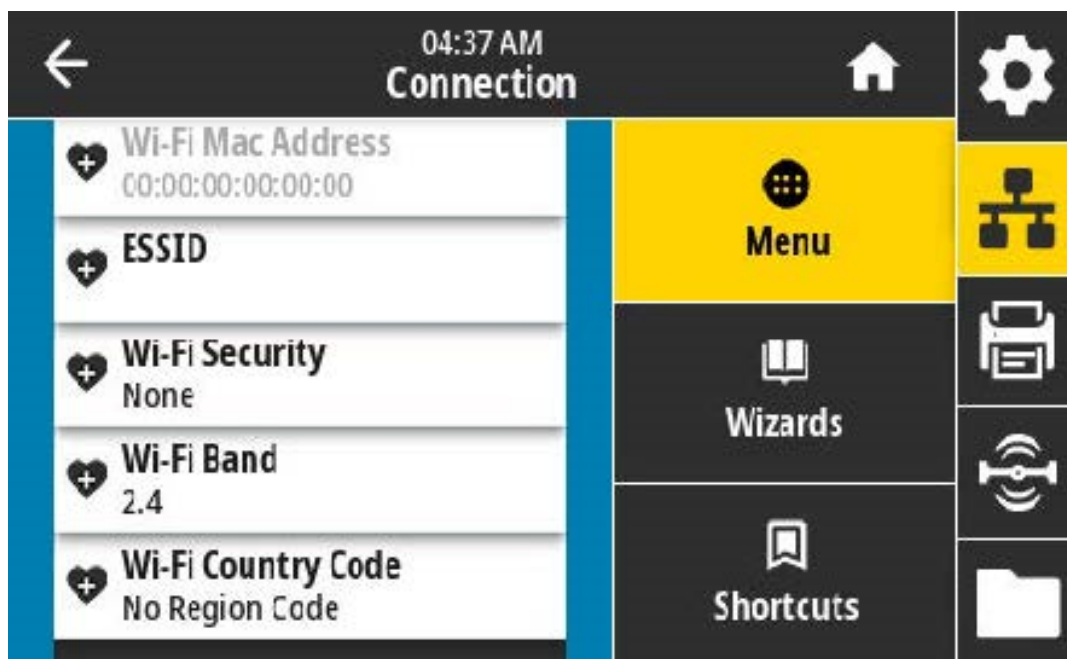 04:37 AM
Connection
Wi-Fi Mac Address
00:00:00:00:00:00
ESSID
Wi-Fi Security
None
Wi-Fi Band
2.4
Wi-Fi Country Code
No Region Code
Menu
Wizards
Shortcuts